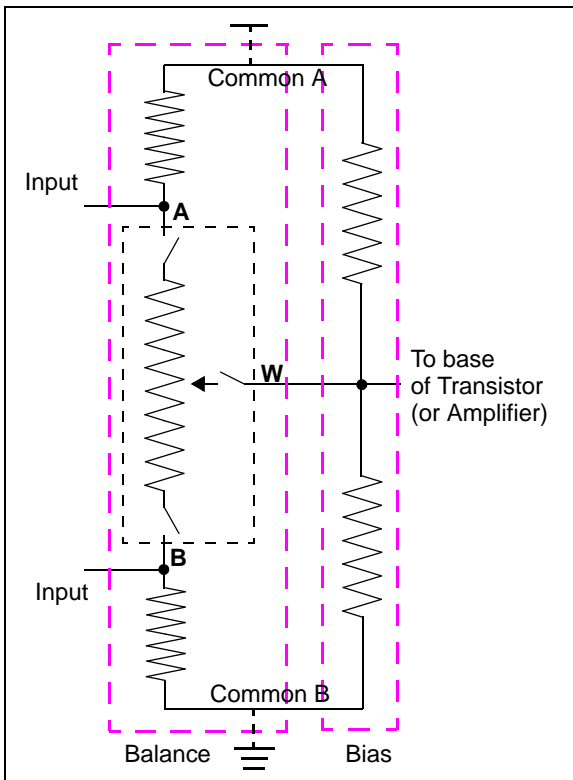 Common A
Input
A
W
To base
of Transistor
(or Amplifier)
B
Input
Common B
Balance
Bias